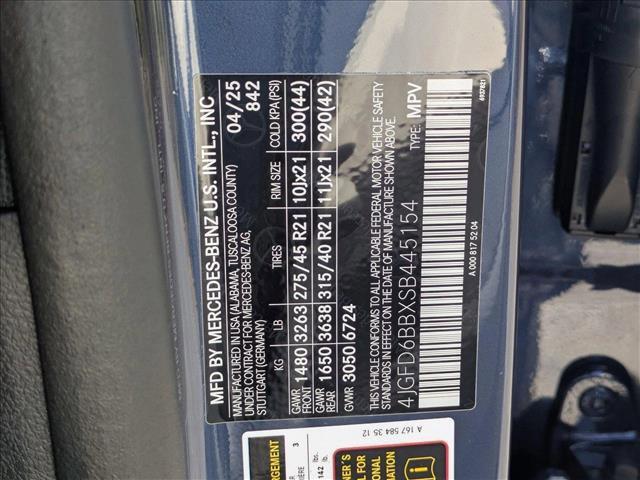 MFD BY MERCEDES-BENZ U.S. INTL., INC
MANUFACTURED IN USA (ALABAMA, TUSCALOOSA COUNTY) 04/25
UNDER CONTRACT FOR MERCEDES-BENZ AG, 842
STUTTGART (GERMANY)
KG LB TIRES RIM SIZE COLD KPA (PSI)
GAWR FRONT 1480 3263 275/45 R21 10Jx21 300(44)
GAWR REAR 1650 3638 315/40 R21 11Jx21 290(42)
GVWR 3050 6724
THIS VEHICLE CONFORMS TO ALL APPLICABLE FEDERAL MOTOR VEHICLE SAFETY
STANDARDS IN EFFECT ON THE DATE OF MANUFACTURE SHOWN ABOVE.
4JGFD6BBXSB445154 TYPE: MPV
A 000 817 52 04
A 167 584 35 12
3
lbs.
142 lb.